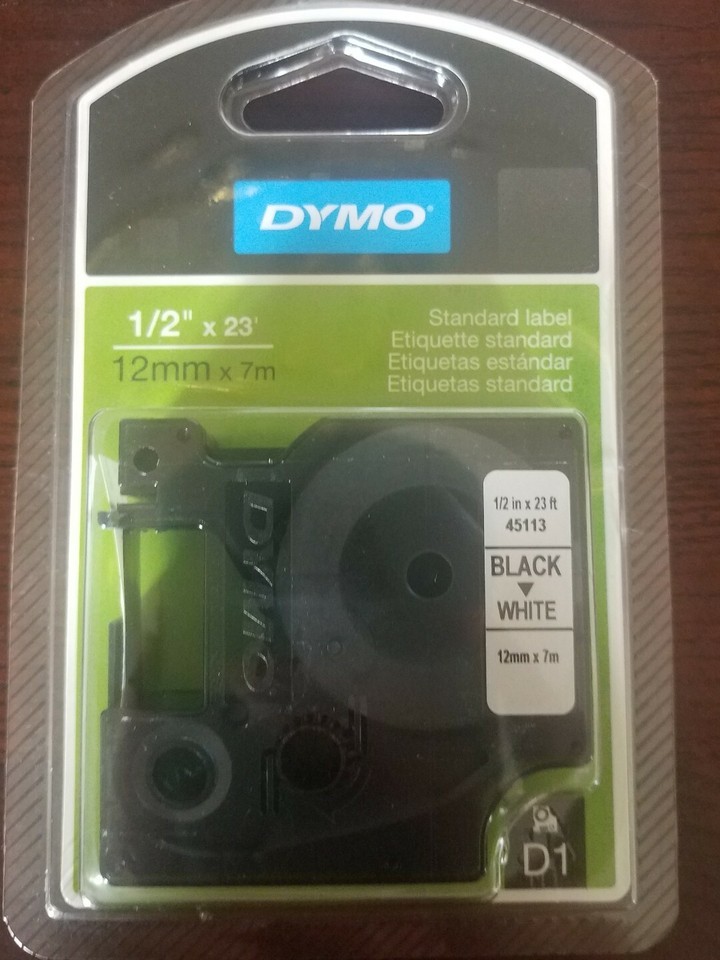 DYMO®
1/2" x 23'
12mm x 7m
Standard label
Etiquette standard
Etiquetas estándar
Etiquetas standard
DYMO
1/2 in x 23 ft
45113
BLACK
WHITE
12mm x 7m
D1